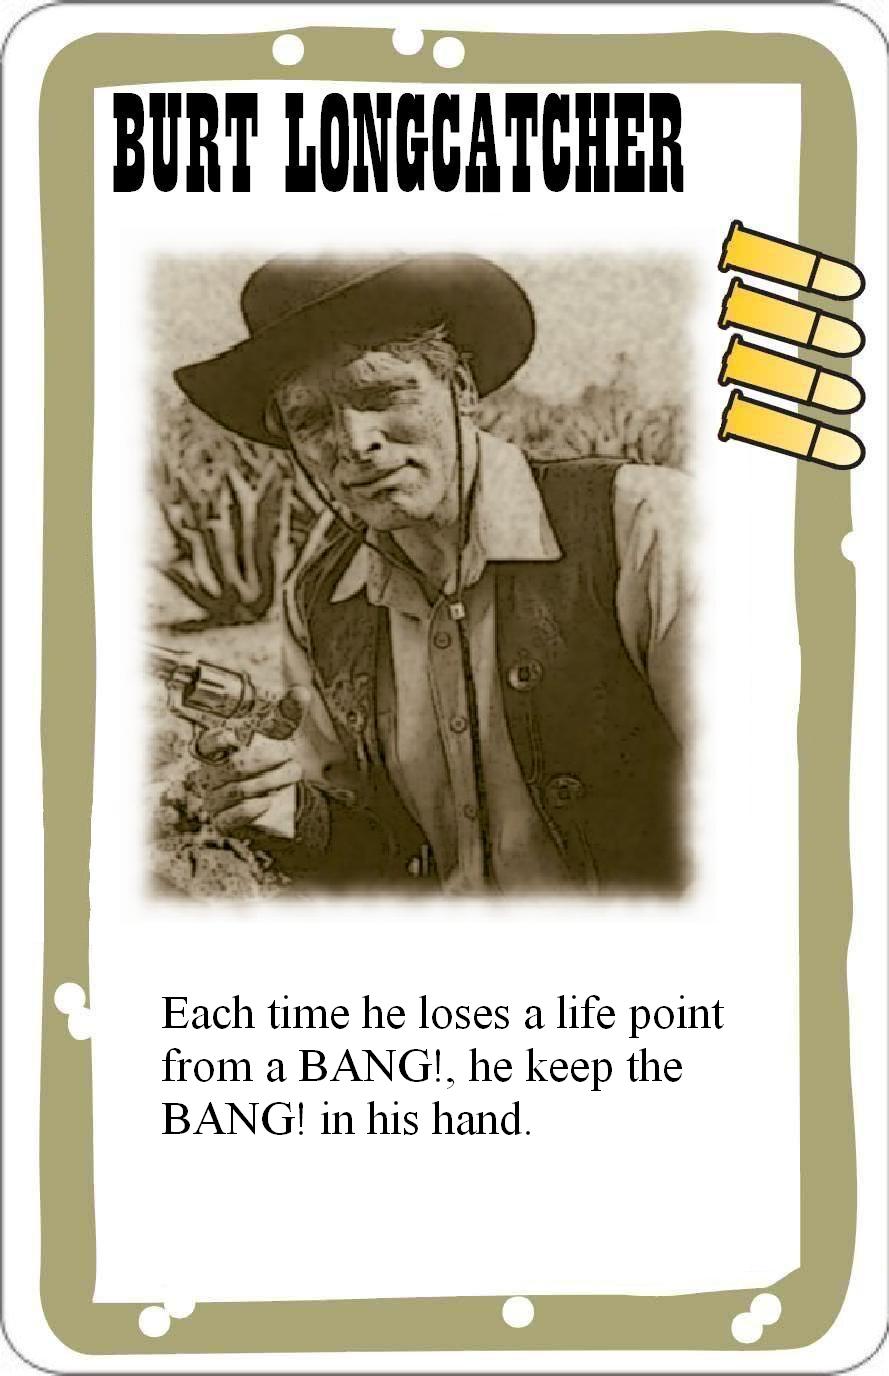 BURT LONGCATCHER
Each time he loses a life point
from a BANG!, he keep the
BANG! in his hand.